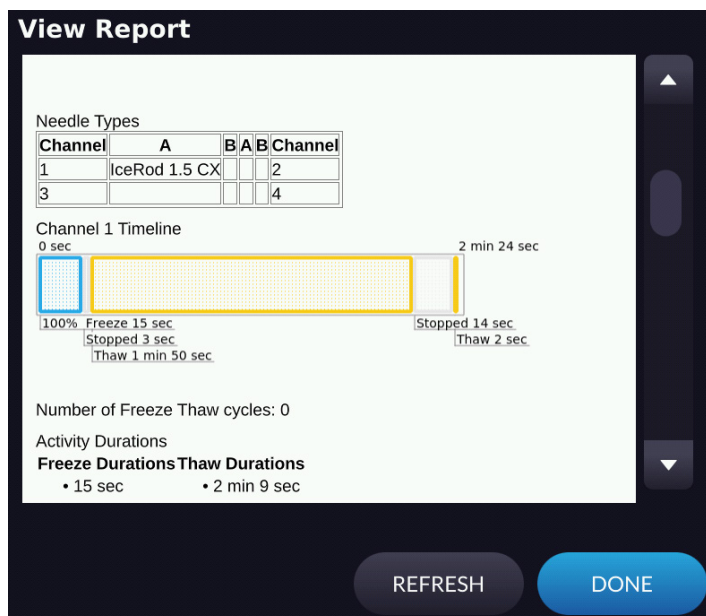 View Report
Needle Types
Channel A B A B Channel
1 IceRod 1.5 CX 2
3 4
Channel 1 Timeline
0 sec 2 min 24 sec
100% Freeze 15 sec Stopped 14 sec
Stopped 3 sec Thaw 2 sec
Thaw 1 min 50 sec
Number of Freeze Thaw cycles: 0
Activity Durations
Freeze Durations Thaw Durations
• 15 sec • 2 min 9 sec
REFRESH DONE